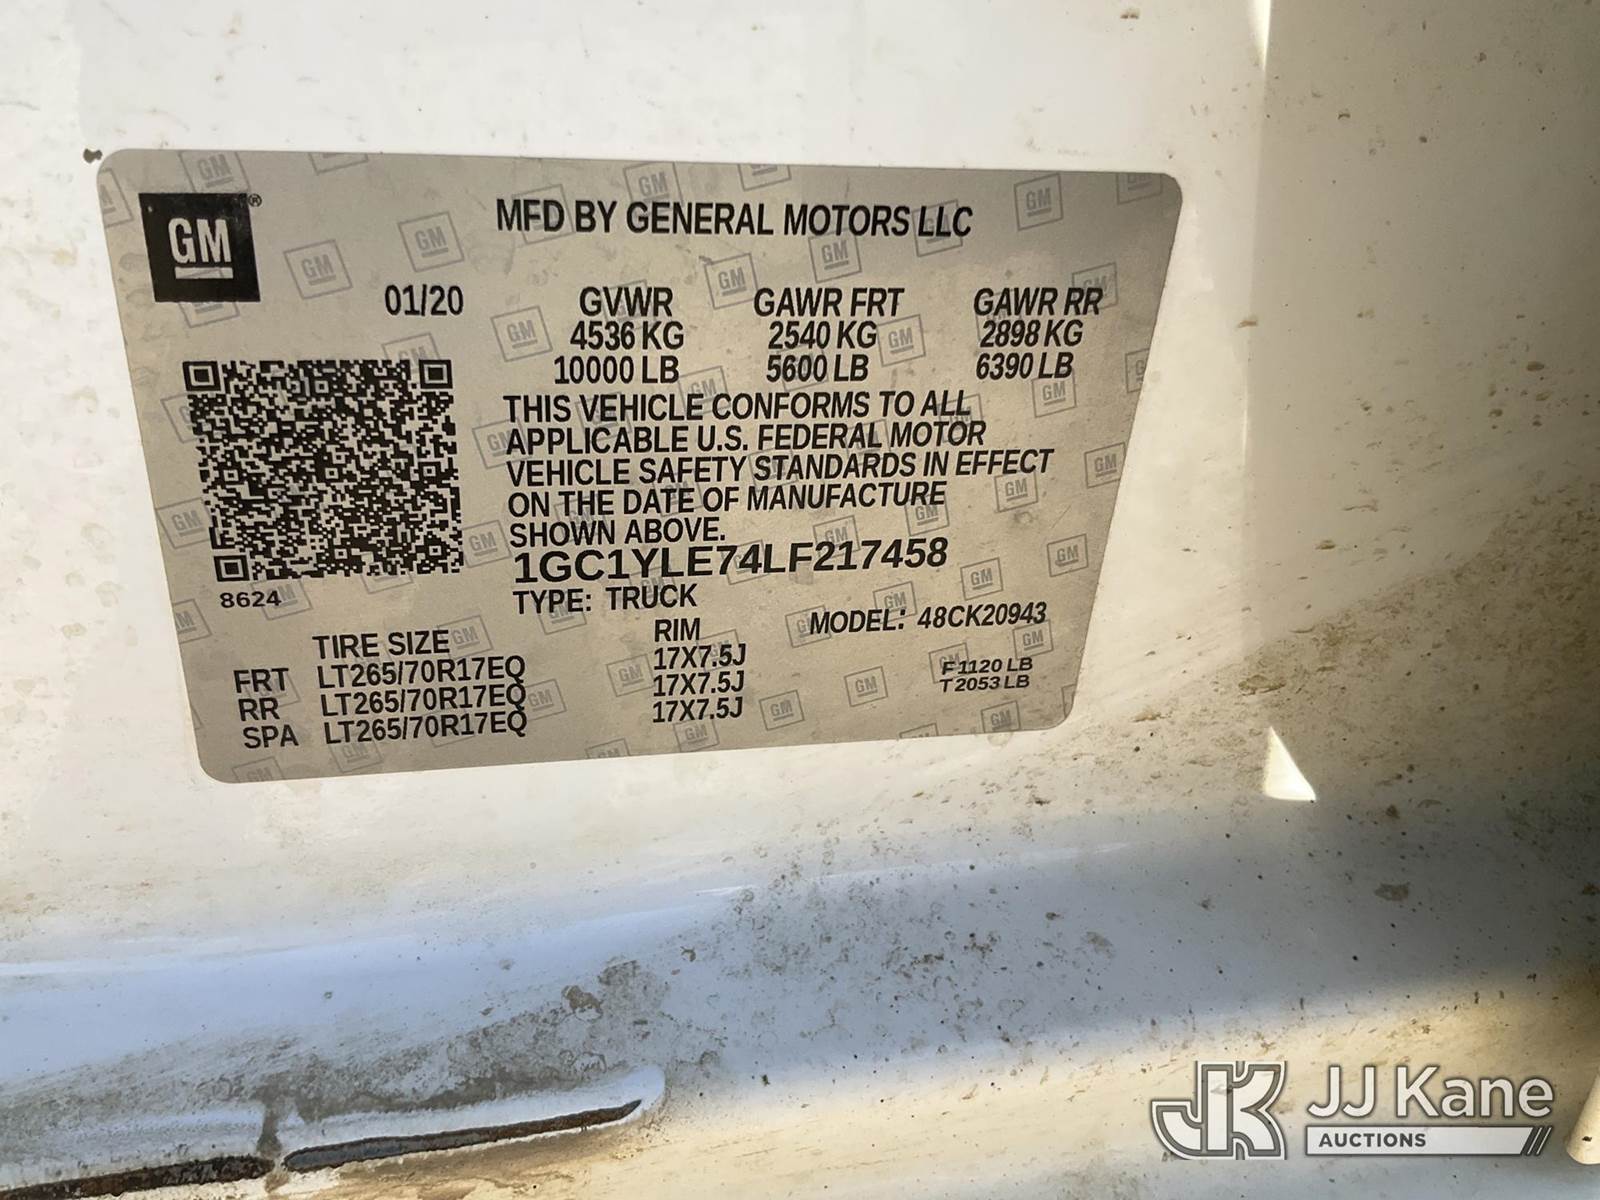 GM®
MFD BY GENERAL MOTORS LLC
01/20
GVWR GAWR FRT GAWR RR
4536 KG 2540 KG 2898 KG
10000 LB 5600 LB 6390 LB
THIS VEHICLE CONFORMS TO ALL
APPLICABLE U.S. FEDERAL MOTOR
VEHICLE SAFETY STANDARDS IN EFFECT
ON THE DATE OF MANUFACTURE
SHOWN ABOVE.
1GC1YLE74LF217458
8624
TYPE: TRUCK
MODEL: 48CK20943
TIRE SIZE RIM
FRT LT265/70R17EQ 17X7.5J
RR LT265/70R17EQ 17X7.5J
SPA LT265/70R17EQ 17X7.5J
F1120 LB
T2053 LB
JJ Kane
AUCTIONS